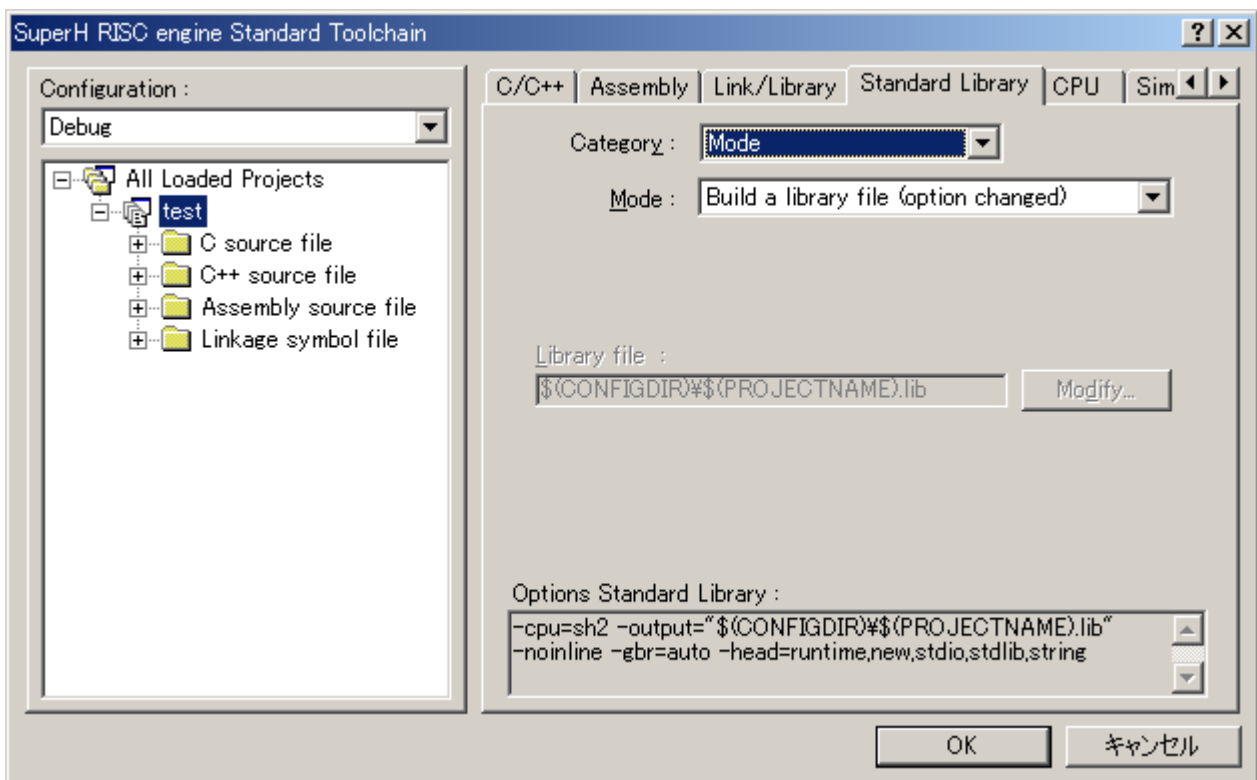 SuperH RISC engine Standard Toolchain
Configuration :
Debug
All Loaded Projects
test
C source file
C++ source file
Assembly source file
Linkage symbol file
C/C++ Assembly Link/Library Standard Library CPU Sim
Category : Mode
Mode : Build a library file (option changed)
Library file :
$(CONFIGDIR)¥$(PROJECTNAME).lib Modify...
Options Standard Library :
-cpu=sh2 -output="$(CONFIGDIR)¥$(PROJECTNAME).lib"
-noinline -gbr=auto -head=runtime,new,stdio,stdlib,string
OK キャンセル